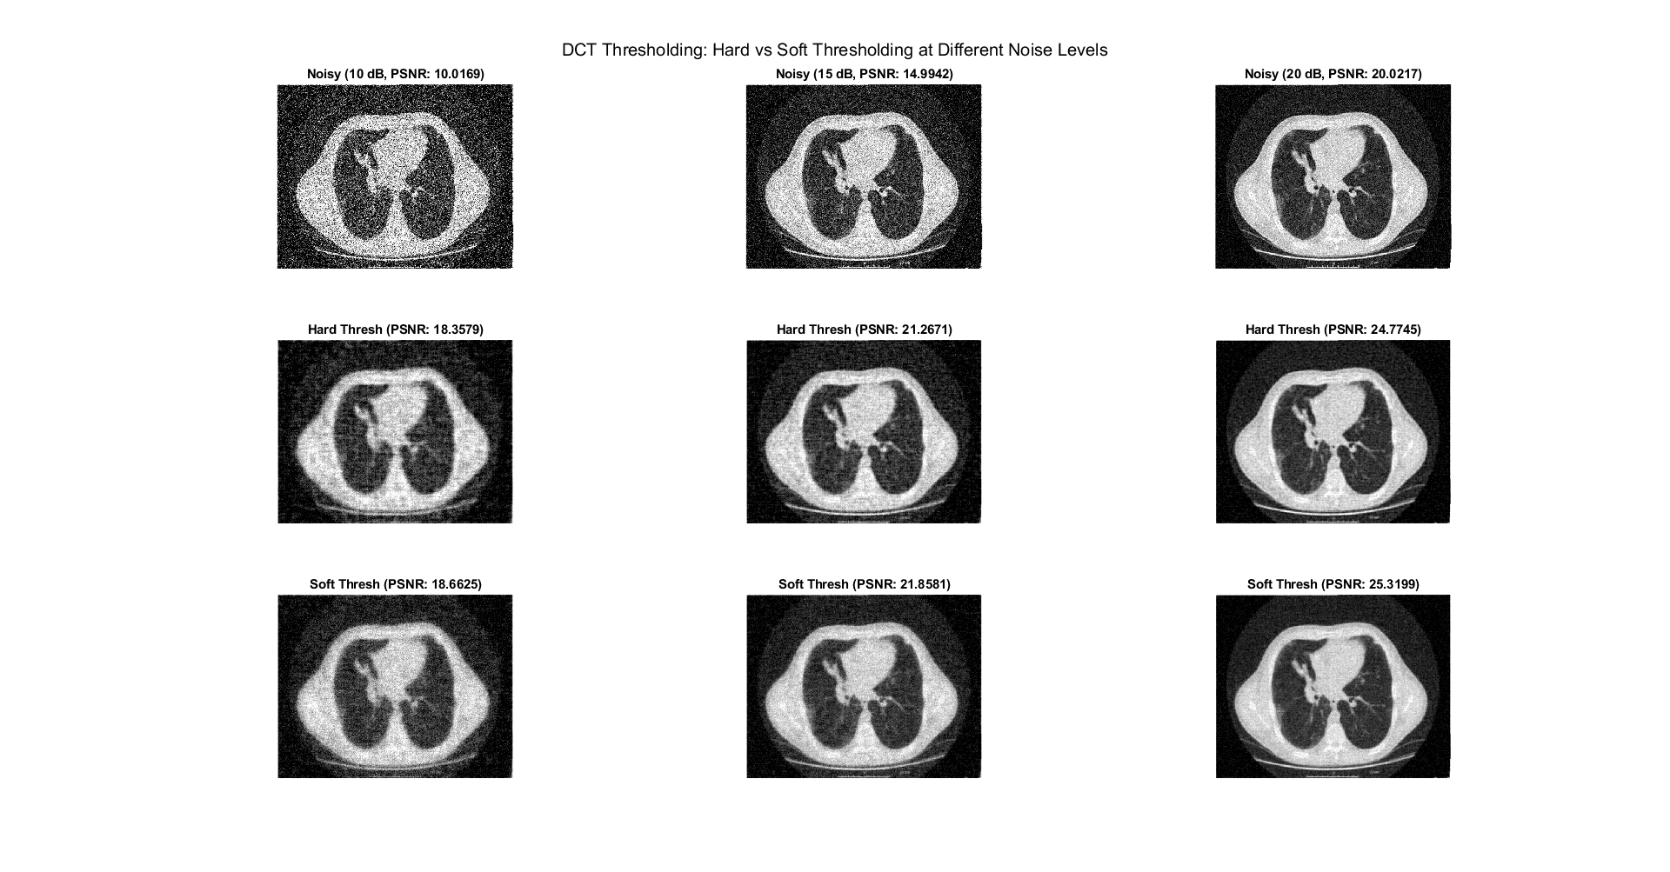 DCT Thresholding: Hard vs Soft Thresholding at Different Noise Levels
Noisy (10 dB, PSNR: 10.0169)
Noisy (15 dB, PSNR: 14.9942)
Noisy (20 dB, PSNR: 20.0217)
Hard Thresh (PSNR: 18.3579)
Hard Thresh (PSNR: 21.2671)
Hard Thresh (PSNR: 24.7745)
Soft Thresh (PSNR: 18.6625)
Soft Thresh (PSNR: 21.8581)
Soft Thresh (PSNR: 25.3199)